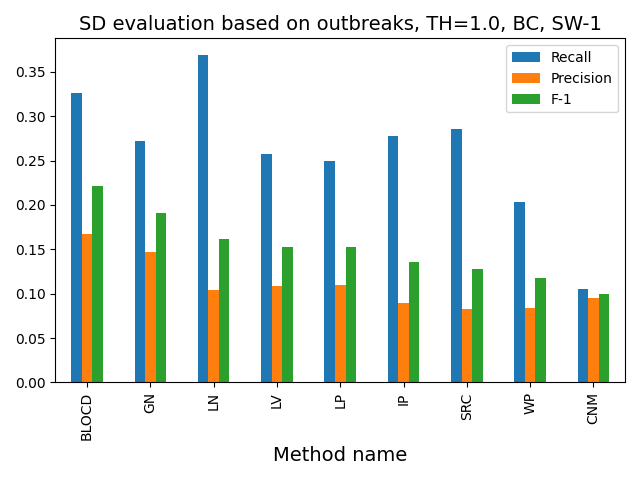 SD evaluation based on outbreaks, TH=1.0, BC, SW-1
Recall
Precision
F-1
0.35
0.30
0.25
0.20
0.15
0.10
0.05
0.00
BLOCD
GN
LN
LV
LP
IP
SRC
WP
CNM
Method name